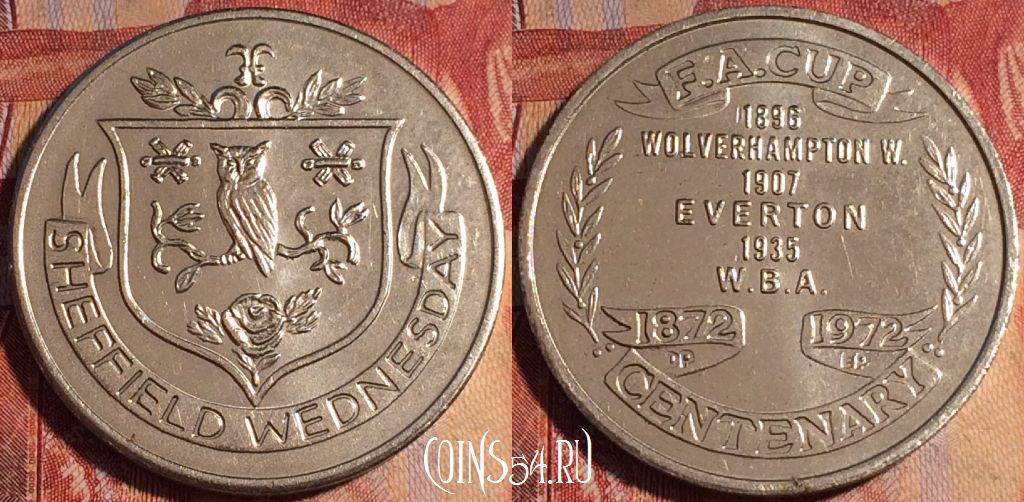 SHEFFIELD WEDNESDAY
F.A.CUP
1896
WOLVERHAMPTON W.
1907
EVERTON
1935
W.B.A.
1872
1972
CENTENARY
COINS54.RU